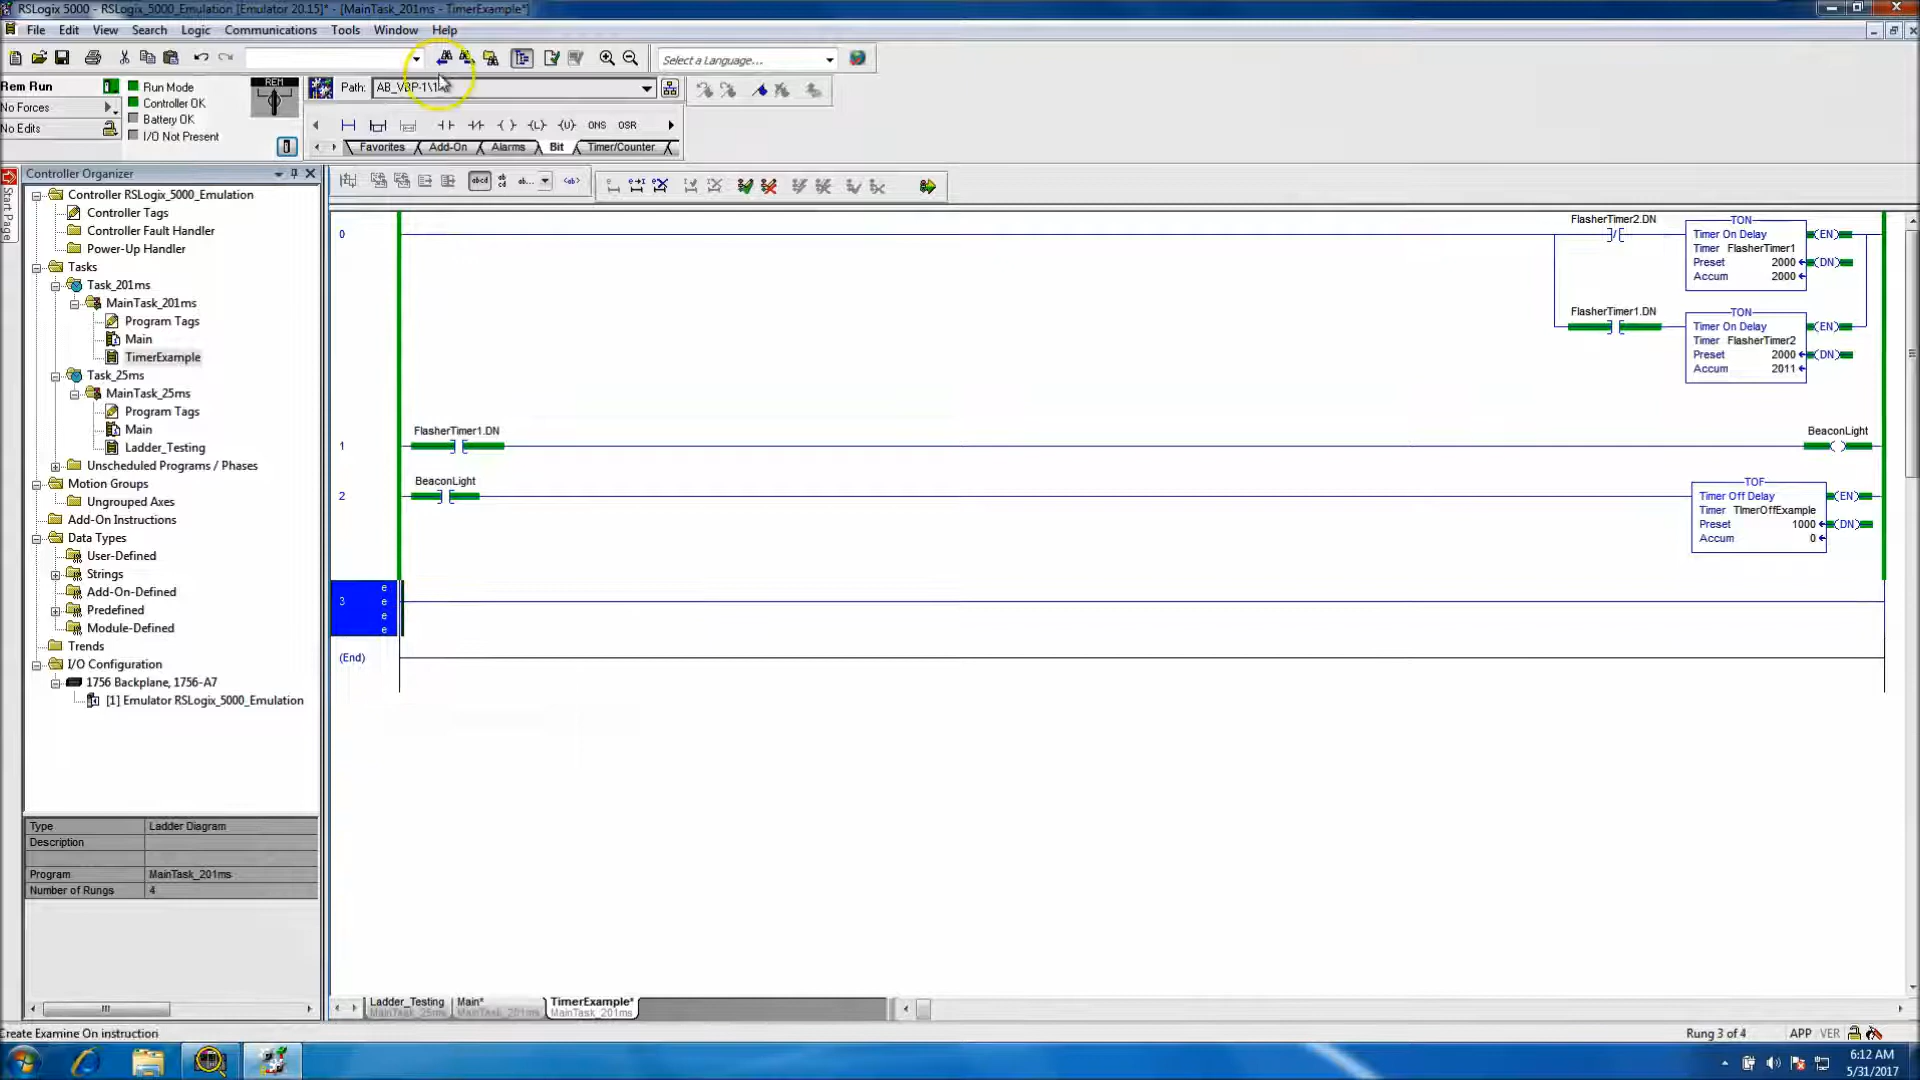 RSLogix 5000 - RSLogix_5000_Emulation [Emulator 20.15]* - [MainTask_201ms - TimerExample*]
File Edit View Search Logic Communications Tools Window Help
Select a Language...
Rem Run
No Forces
No Edits
Run Mode
Controller OK
Battery OK
I/O Not Present
REM
Path: AB_VBP-1\1
ONS OSR
Favorites Add-On Alarms Bit Timer/Counter
Start Page
Controller Organizer
Controller RSLogix_5000_Emulation
Controller Tags
Controller Fault Handler
Power-Up Handler
Tasks
Task_201ms
MainTask_201ms
Program Tags
Main
TimerExample
Task_25ms
MainTask_25ms
Program Tags
Main
Ladder_Testing
Unscheduled Programs / Phases
Motion Groups
Ungrouped Axes
Add-On Instructions
Data Types
User-Defined
Strings
Add-On-Defined
Predefined
Module-Defined
Trends
I/O Configuration
1756 Backplane, 1756-A7
[1] Emulator RSLogix_5000_Emulation
Type Ladder Diagram
Description
Program MainTask_201ms
Number of Rungs 4
0
FlasherTimer2.DN
TON
Timer On Delay
Timer FlasherTimer1
Preset 2000
Accum 2000
EN
DN
FlasherTimer1.DN
TON
Timer On Delay
Timer FlasherTimer2
Preset 2000
Accum 2011
EN
DN
1
FlasherTimer1.DN
BeaconLight
2
BeaconLight
TOF
Timer Off Delay
Timer TImerOffExample
Preset 1000
Accum 0
EN
DN
3
e
e
e
e
(End)
Ladder_Testing
MainTask_25ms
Main*
MainTask_201ms
TimerExample*
MainTask_201ms
Create Examine On instruction
Rung 3 of 4 APP VER
6:12 AM
5/31/2017